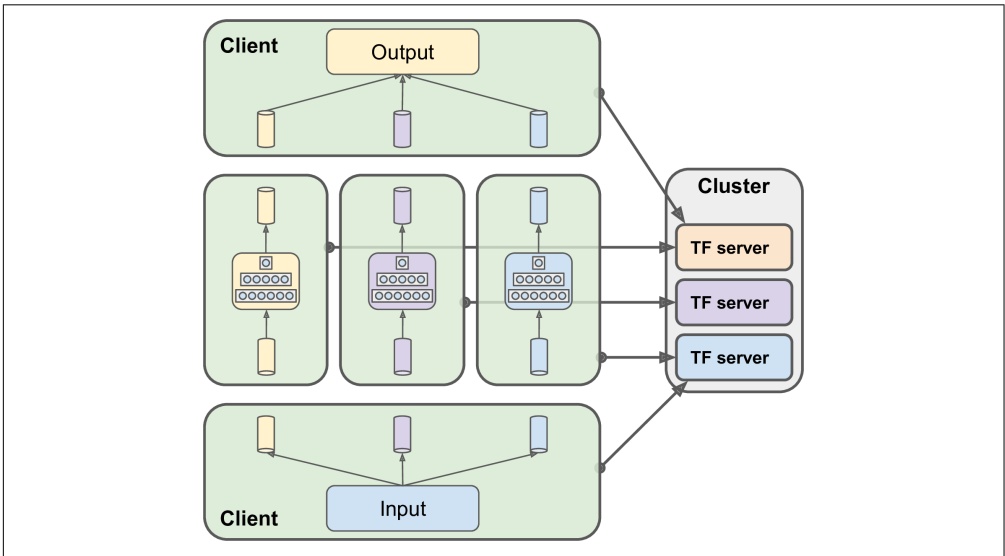 Client
Output
Cluster
TF server
TF server
TF server
Input
Client